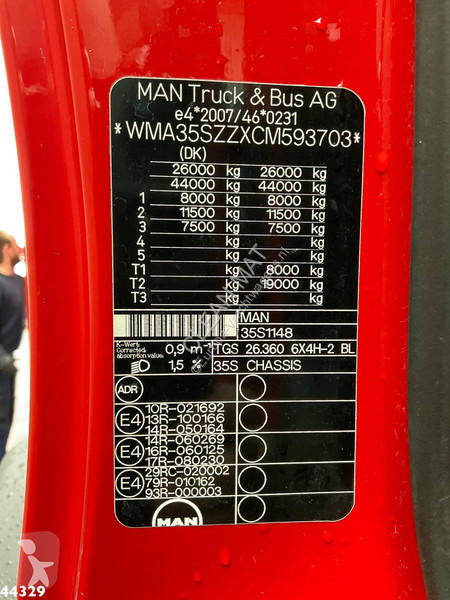 MAN Truck & Bus AG
e4*2007/46*0231
*WMA35SZZXCM593703*
(DK)
26000 kg 26000 kg
44000 kg 44000 kg
1 8000 kg 8000 kg
2 11500 kg 11500 kg
3 7500 kg 7500 kg
4 kg kg
5 kg kg
T1 kg 8000 kg
T2 kg 19000 kg
T3 kg kg
MAN
35S1148
K-Wert
Corrected absorption value 0,9 m-1 TGS 26.360 6X4H-2 BL
1,5 % 35S CHASSIS
ADR
E4 10R-021692
13R-100166
14R-050164
E4 14R-060269
16R-060125
17R-080230
E4 29RC-020002
79R-010162
93R-000003
MAN
44329